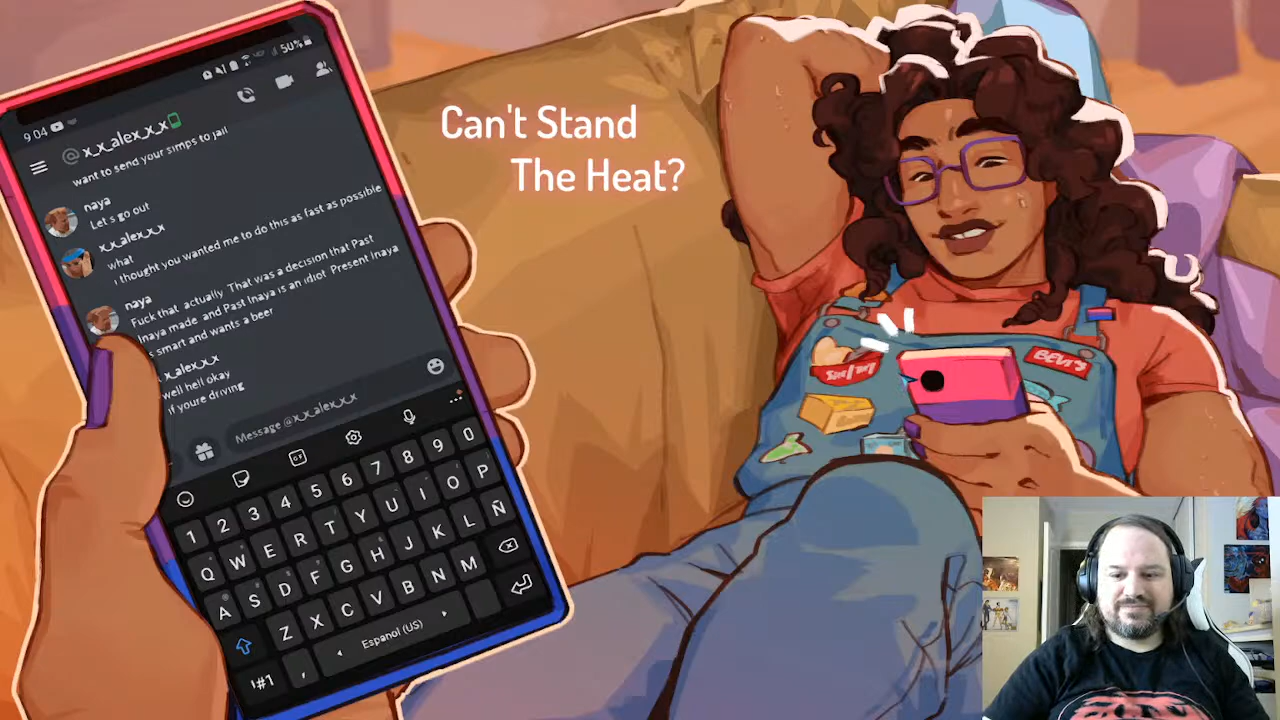 9:04
50%
@ x_x_alex_x_x
want to send your simps to jail
naya
Let s go out
x_x_alex_x_x
what
i thought you wanted me to do this as fast as possible
naya
Fuck that actually That was a decision that Past
Inaya made and Past Inaya is an idiot Present Inaya
s smart and wants a beer
x_alex_x_x
well hell okay
if youre driving
Message @x_x_alex_x_x
GIF
1 2 3 4 5 6 7 8 9 0
Q W E R T Y U I O P
A S D F G H J K L Ñ
Z X C V B N M
!#1 , Espanol (US)
Can't Stand
The Heat?